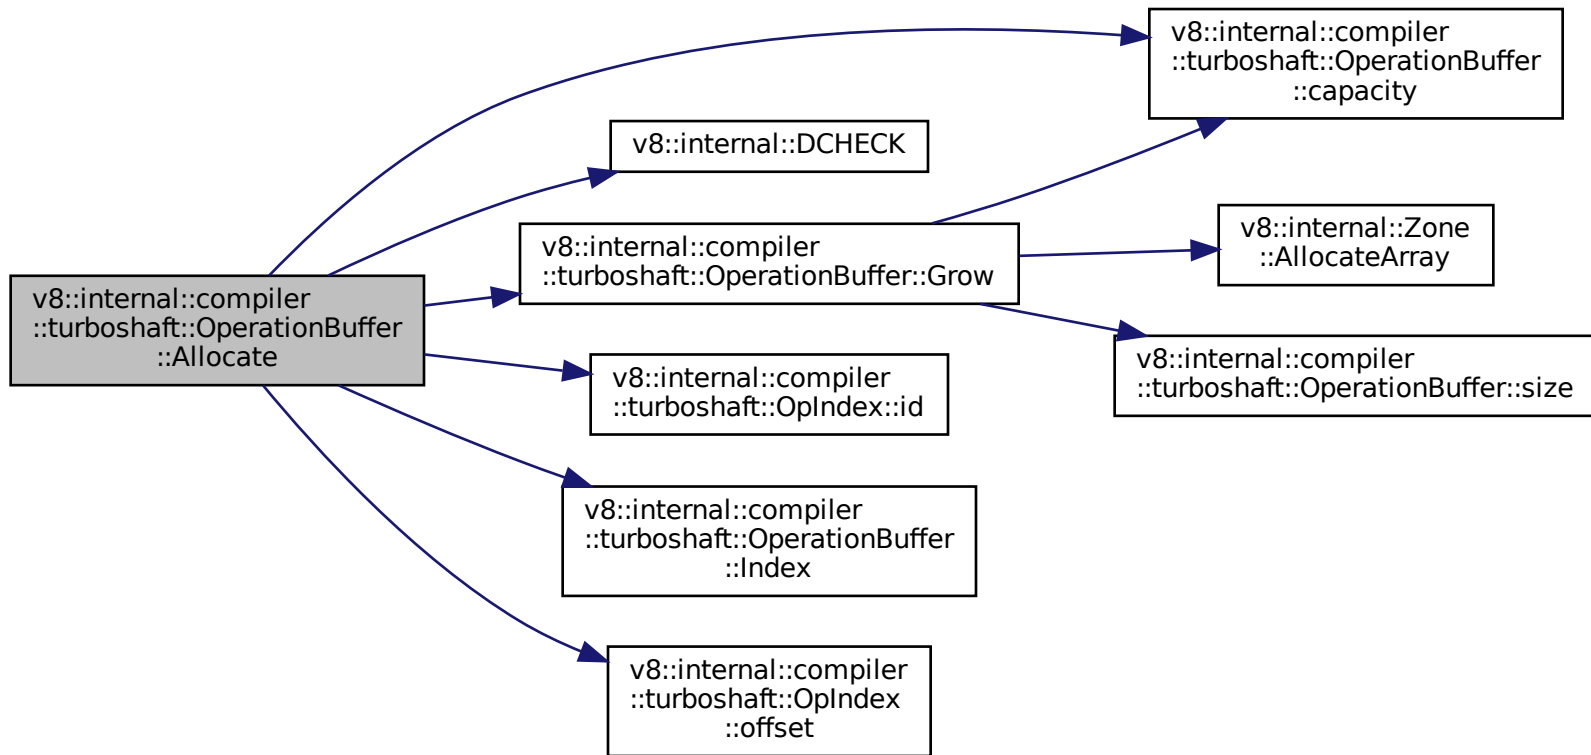 v8::internal::compiler
::turboshaft::OperationBuffer
::Allocate
v8::internal::compiler
::turboshaft::OperationBuffer
::capacity
v8::internal::DCHECK
v8::internal::compiler
::turboshaft::OperationBuffer::Grow
v8::internal::Zone
::AllocateArray
v8::internal::compiler
::turboshaft::OperationBuffer::size
v8::internal::compiler
::turboshaft::OpIndex::id
v8::internal::compiler
::turboshaft::OperationBuffer
::Index
v8::internal::compiler
::turboshaft::OpIndex
::offset